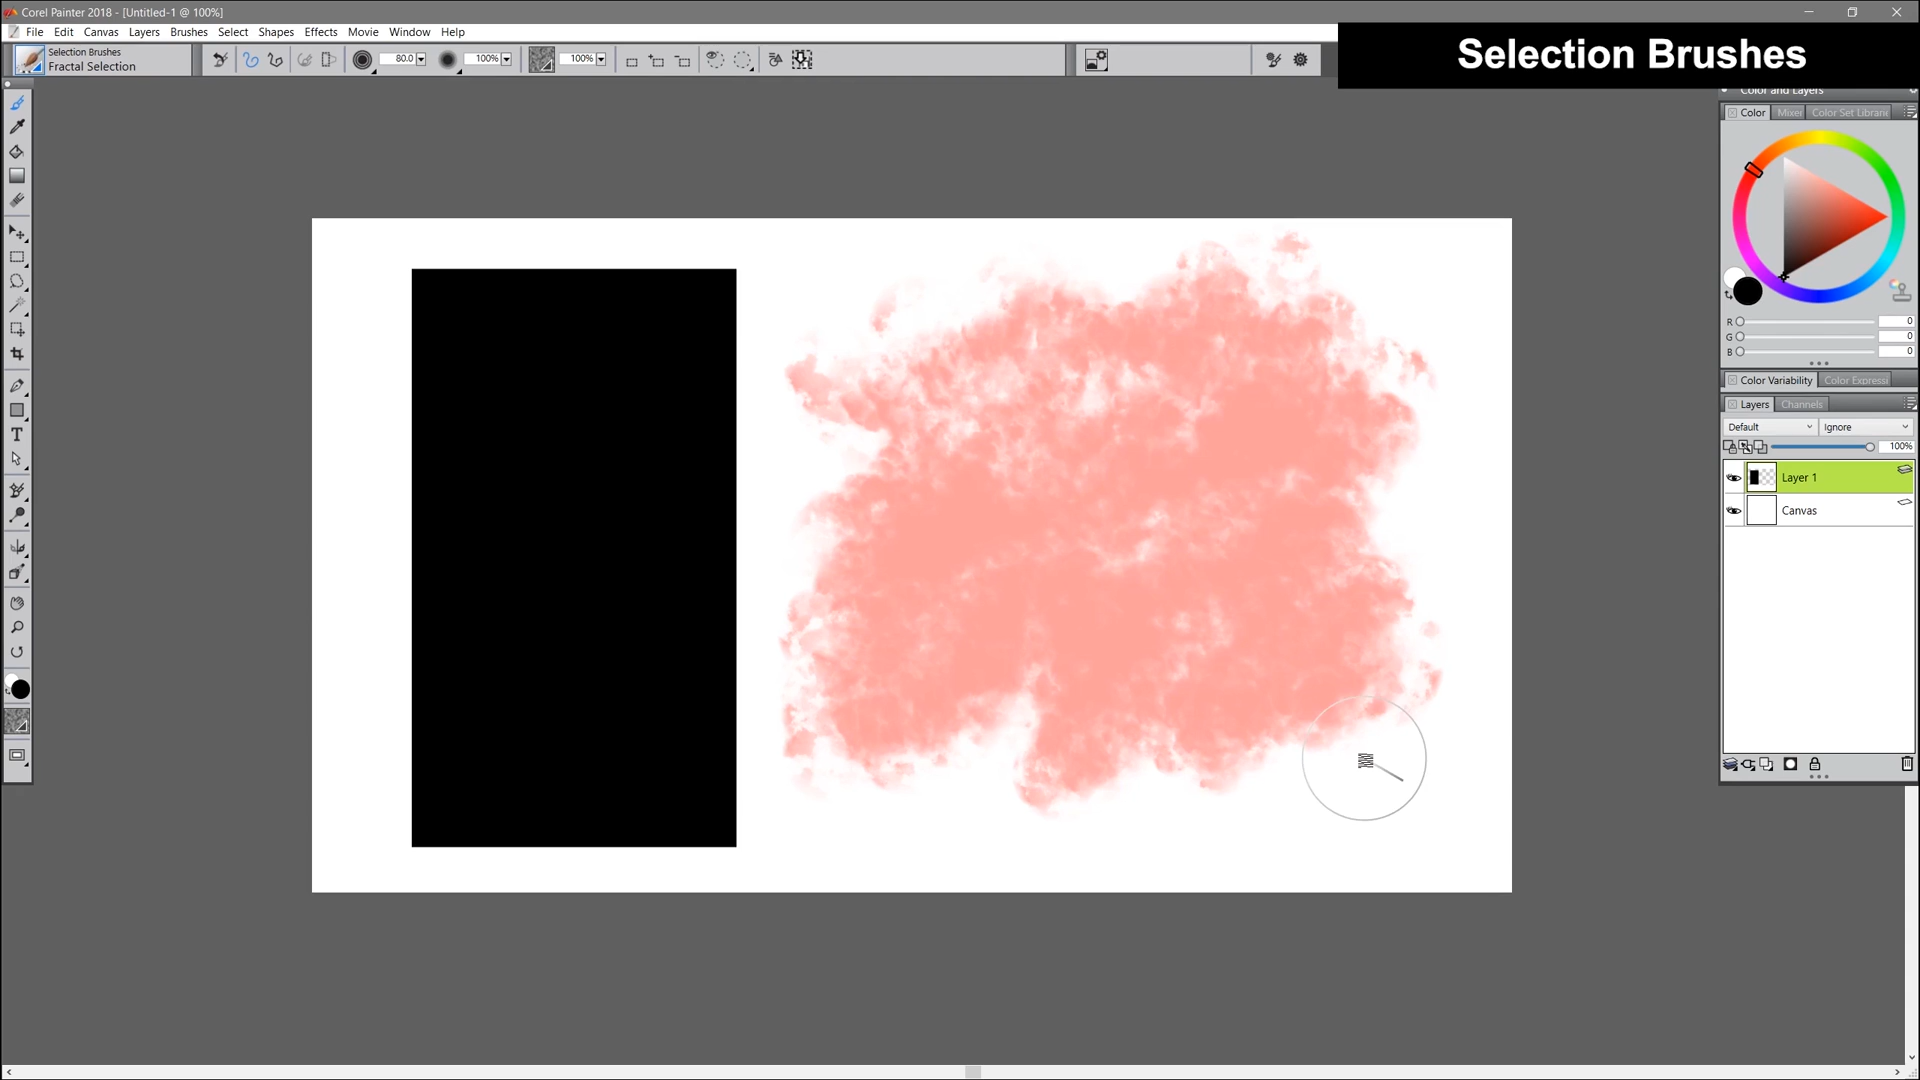 Corel Painter 2018 - [Untitled-1 @ 100%]
File Edit Canvas Layers Brushes Select Shapes Effects Movie Window Help
Selection Brushes
Selection Brushes
Fractal Selection
80.0 100% 100%
Color and Layers
Color Mixer Color Set Librari
R 0
G 0
B 0
Color Variability Color Expressi
Layers Channels
Default Ignore
100%
Layer 1
Canvas
T